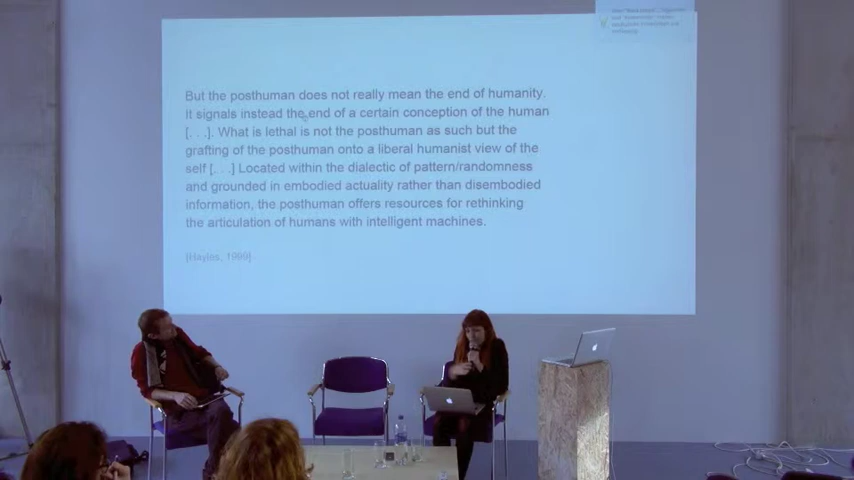 But the posthuman does not really mean the end of humanity.
It signals instead the end of a certain conception of the human
[. . .]. What is lethal is not the posthuman as such but the
grafting of the posthuman onto a liberal humanist view of the
self [. . .] Located within the dialectic of pattern/randomness
and grounded in embodied actuality rather than disembodied
information, the posthuman offers resources for rethinking
the articulation of humans with intelligent machines.
[Hayles, 1999]